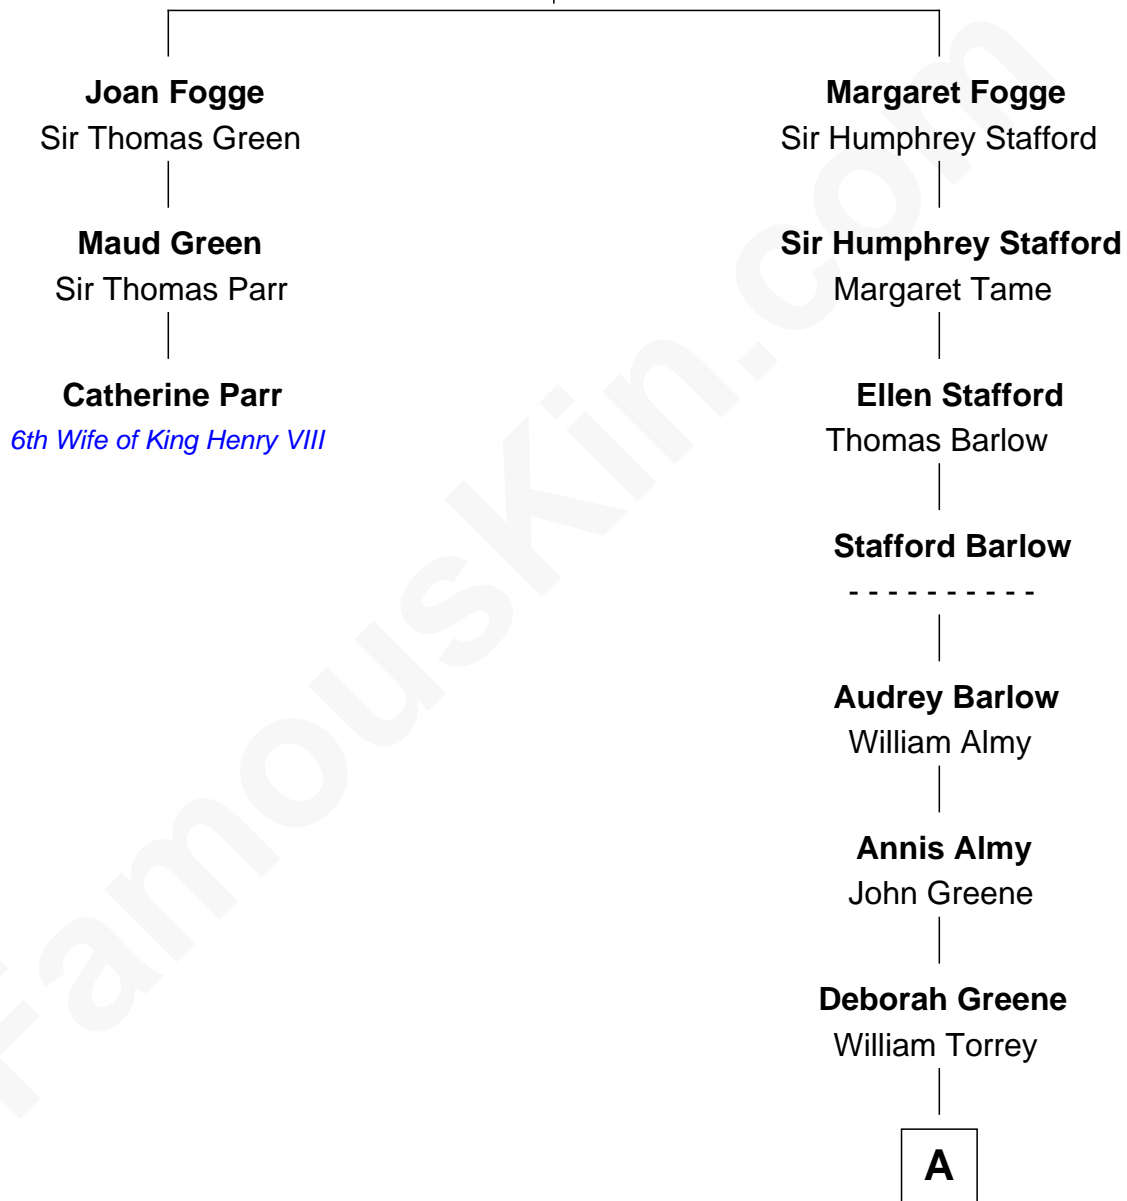 Joan Fogge
Sir Thomas Green
Margaret Fogge
Sir Humphrey Stafford
Maud Green
Sir Thomas Parr
Sir Humphrey Stafford
Margaret Tame
Catherine Parr
6th Wife of King Henry VIII
Ellen Stafford
Thomas Barlow
Stafford Barlow
- - - - - - - - - -
Audrey Barlow
William Almy
Annis Almy
John Greene
Deborah Greene
William Torrey
A
FamousKin.com